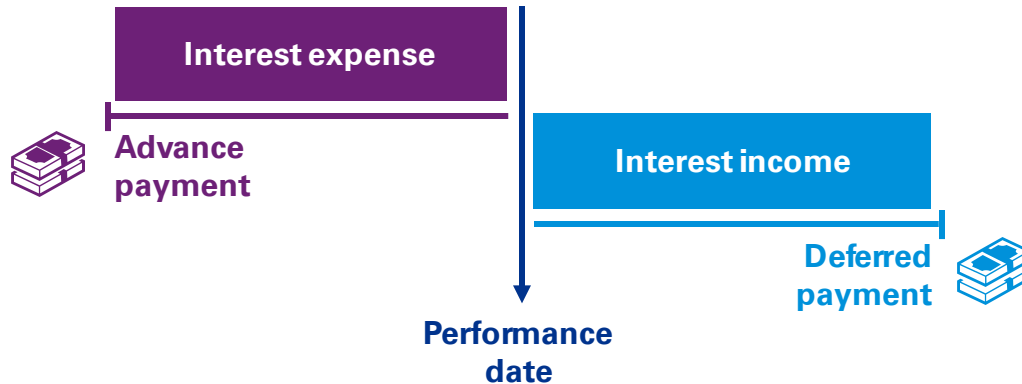 Interest expense
Advance
payment
Interest income
Deferred
payment
Performance
date